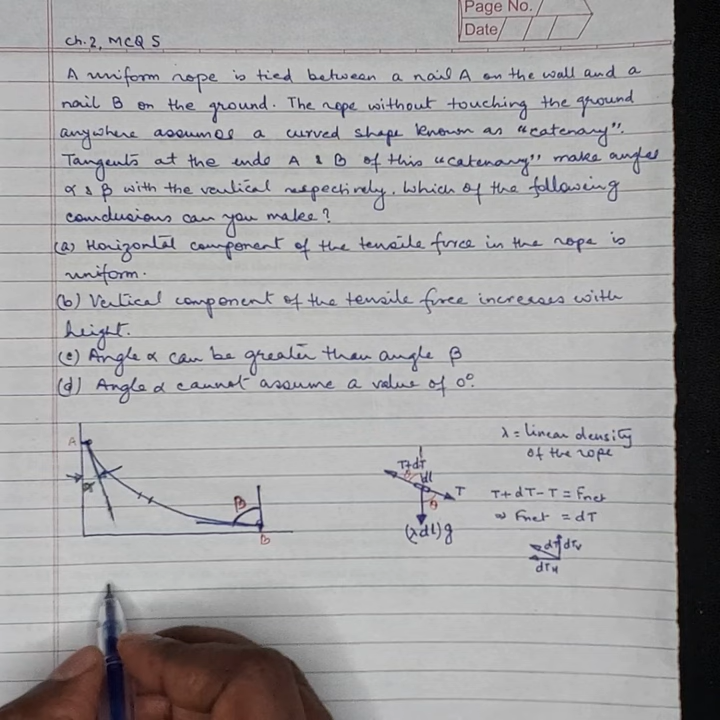 Page No.
Date
Ch.2, MCQ 5
A uniform rope is tied between a nail A on the wall and a
nail B on the ground. The rope without touching the ground
anywhere assumes a curved shape known as "catenary".
Tangents at the ends A & B of this "catenary" make angles
α & β with the vertical respectively. Which of the following
conclusions can you make?
(a) Horizontal component of the tensile force in the rope is
uniform.
(b) Vertical component of the tensile force increases with
height.
(c) Angle α can be greater than angle β
(d) Angle α cannot assume a value of 0°.
λ = linear density
of the rope
A
α
β
B
T+dT
dl
θ
T
θ
(λdl)g
T+dT-T = Fnet
⇒ Fnet = dT
dT
dTv
dTH